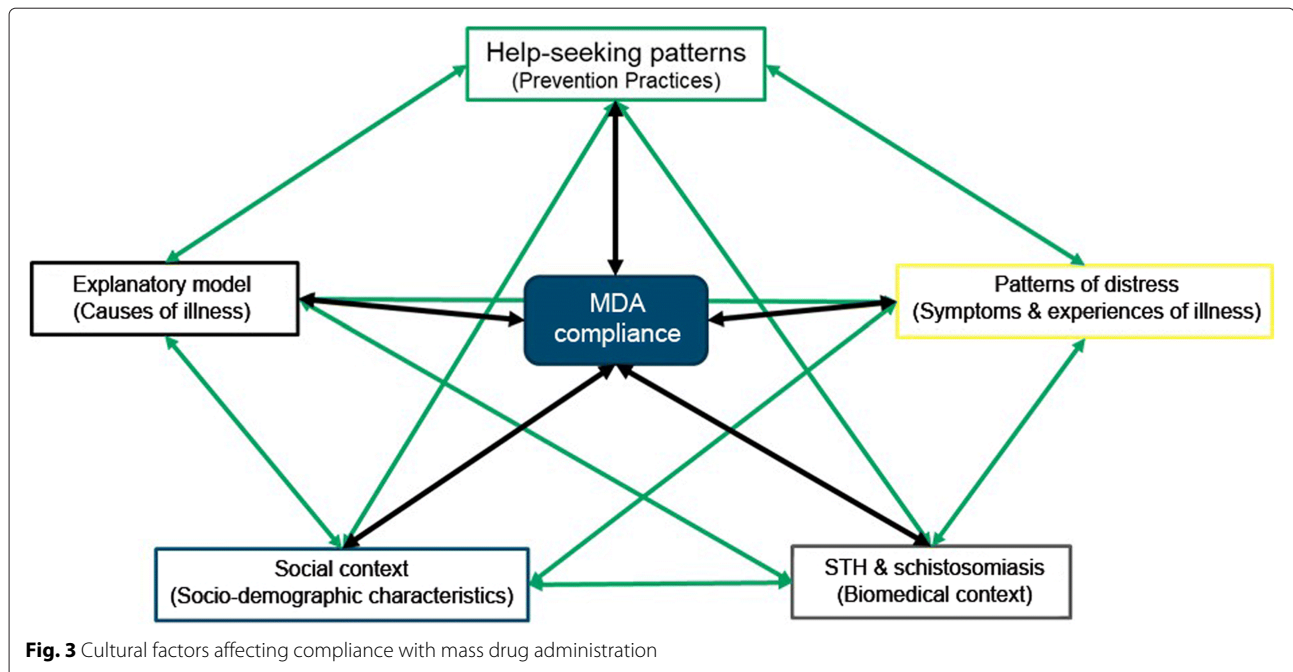 Help-seeking patterns
(Prevention Practices)
Explanatory model
(Causes of illness)
MDA
compliance
Patterns of distress
(Symptoms & experiences of illness)
Social context
(Socio-demographic characteristics)
STH & schistosomiasis
(Biomedical context)
Fig. 3 Cultural factors affecting compliance with mass drug administration